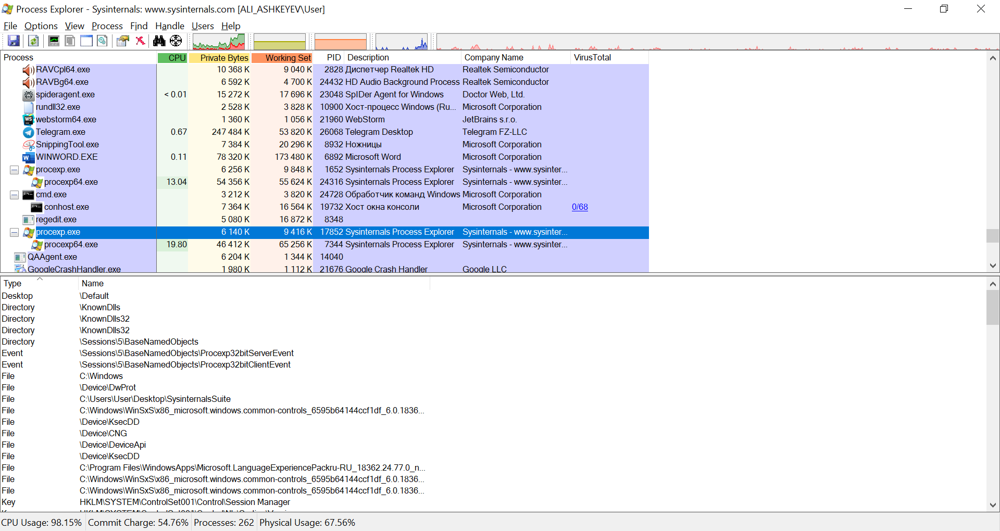 Process Explorer - Sysinternals: www.sysinternals.com [ALI_ASHKEYEV\User]
File Options View Process Find Handle Users Help
Process CPU Private Bytes Working Set PID Description Company Name VirusTotal
RAVCpl64.exe 10 368 K 9 040 K 2828 Диспетчер Realtek HD Realtek Semiconductor
RAVBg64.exe 6 592 K 4 700 K 24432 HD Audio Background Process Realtek Semiconductor
spideragent.exe < 0.01 15 272 K 17 696 K 23048 SpIDer Agent for Windows Doctor Web, Ltd.
rundll32.exe 2 528 K 3 828 K 10900 Хост-процесс Windows (Ru... Microsoft Corporation
webstorm64.exe 1 360 K 1 056 K 21960 WebStorm JetBrains s.r.o.
Telegram.exe 0.67 247 484 K 53 820 K 26068 Telegram Desktop Telegram FZ-LLC
SnippingTool.exe 7 384 K 20 296 K 8932 Ножницы Microsoft Corporation
WINWORD.EXE 0.11 78 320 K 173 480 K 6892 Microsoft Word Microsoft Corporation
procexp.exe 6 256 K 9 848 K 1652 Sysinternals Process Explorer Sysinternals - www.sysinter...
procexp64.exe 13.04 54 356 K 55 624 K 24316 Sysinternals Process Explorer Sysinternals - www.sysinter...
cmd.exe 3 212 K 3 820 K 24728 Обработчик команд Windows Microsoft Corporation
conhost.exe 7 364 K 16 564 K 19732 Хост окна консоли Microsoft Corporation 0/68
regedit.exe 5 080 K 16 872 K 8348
procexp.exe 6 140 K 9 416 K 17852 Sysinternals Process Explorer Sysinternals - www.sysinter...
procexp64.exe 19.80 46 412 K 65 256 K 7344 Sysinternals Process Explorer Sysinternals - www.sysinter...
QAAgent.exe 6 204 K 1 344 K 14040
GoogleCrashHandler.exe 1 980 K 1 112 K 21676 Google Crash Handler Google LLC
Type Name
Desktop \Default
Directory \KnownDlls
Directory \KnownDlls32
Directory \KnownDlls32
Directory \Sessions\5\BaseNamedObjects
Event \Sessions\5\BaseNamedObjects\Procexp32bitServerEvent
Event \Sessions\5\BaseNamedObjects\Procexp32bitClientEvent
File C:\Windows
File \Device\DwProt
File C:\Users\User\Desktop\SysinternalsSuite
File C:\Windows\WinSxS\x86_microsoft.windows.common-controls_6595b64144ccf1df_6.0.1836...
File \Device\KsecDD
File \Device\CNG
File \Device\DeviceApi
File \Device\KsecDD
File C:\Program Files\WindowsApps\Microsoft.LanguageExperiencePackru-RU_18362.24.77.0_n...
File C:\Windows\WinSxS\x86_microsoft.windows.common-controls_6595b64144ccf1df_6.0.1836...
File C:\Windows\WinSxS\x86_microsoft.windows.common-controls_6595b64144ccf1df_6.0.1836...
Key HKLM\SYSTEM\ControlSet001\Control\Session Manager
CPU Usage: 98.15% Commit Charge: 54.76% Processes: 262 Physical Usage: 67.56%